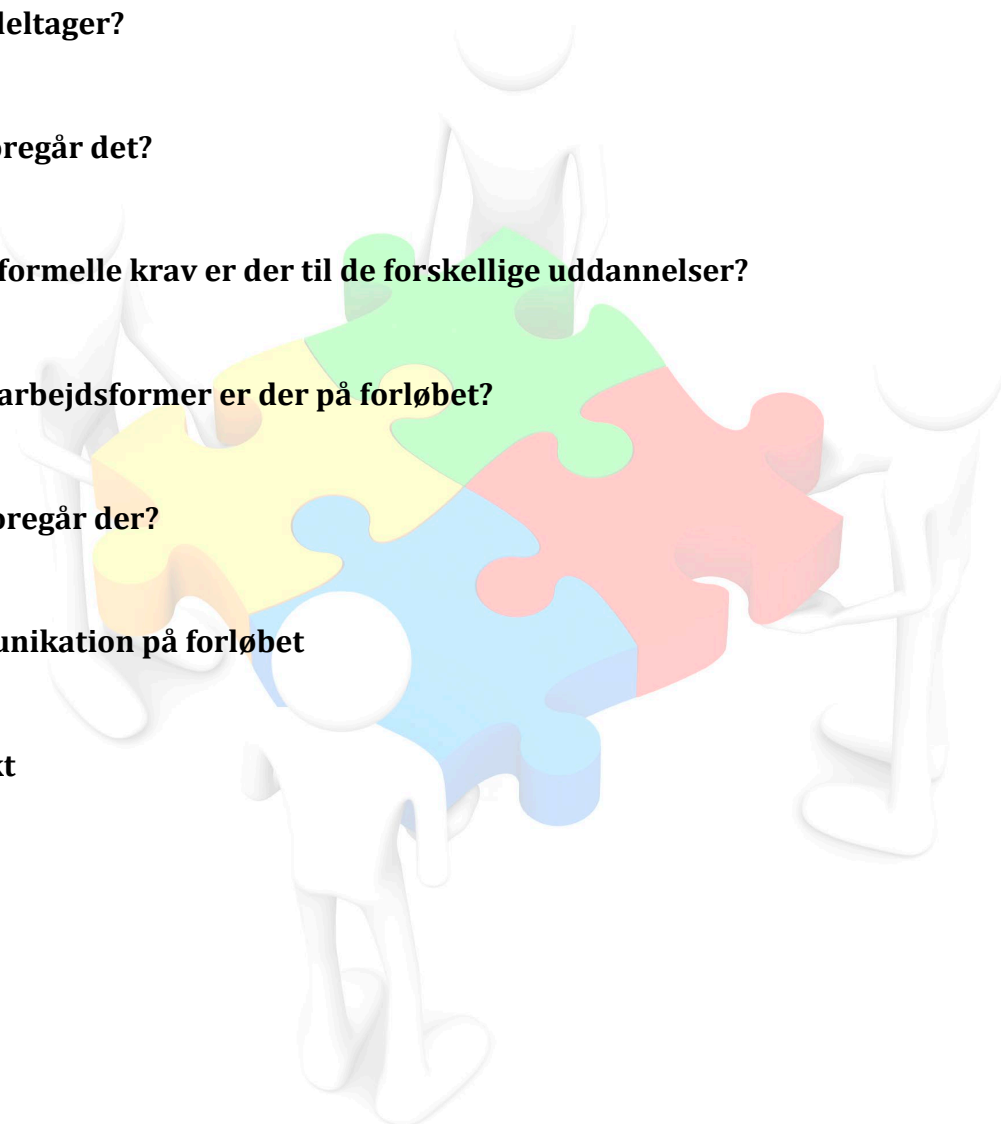 deltager?
oregår det?
formelle krav er der til de forskellige uddannelser?
arbejdsformer er der på forløbet?
oregår der?
unikation på forløbet
kt